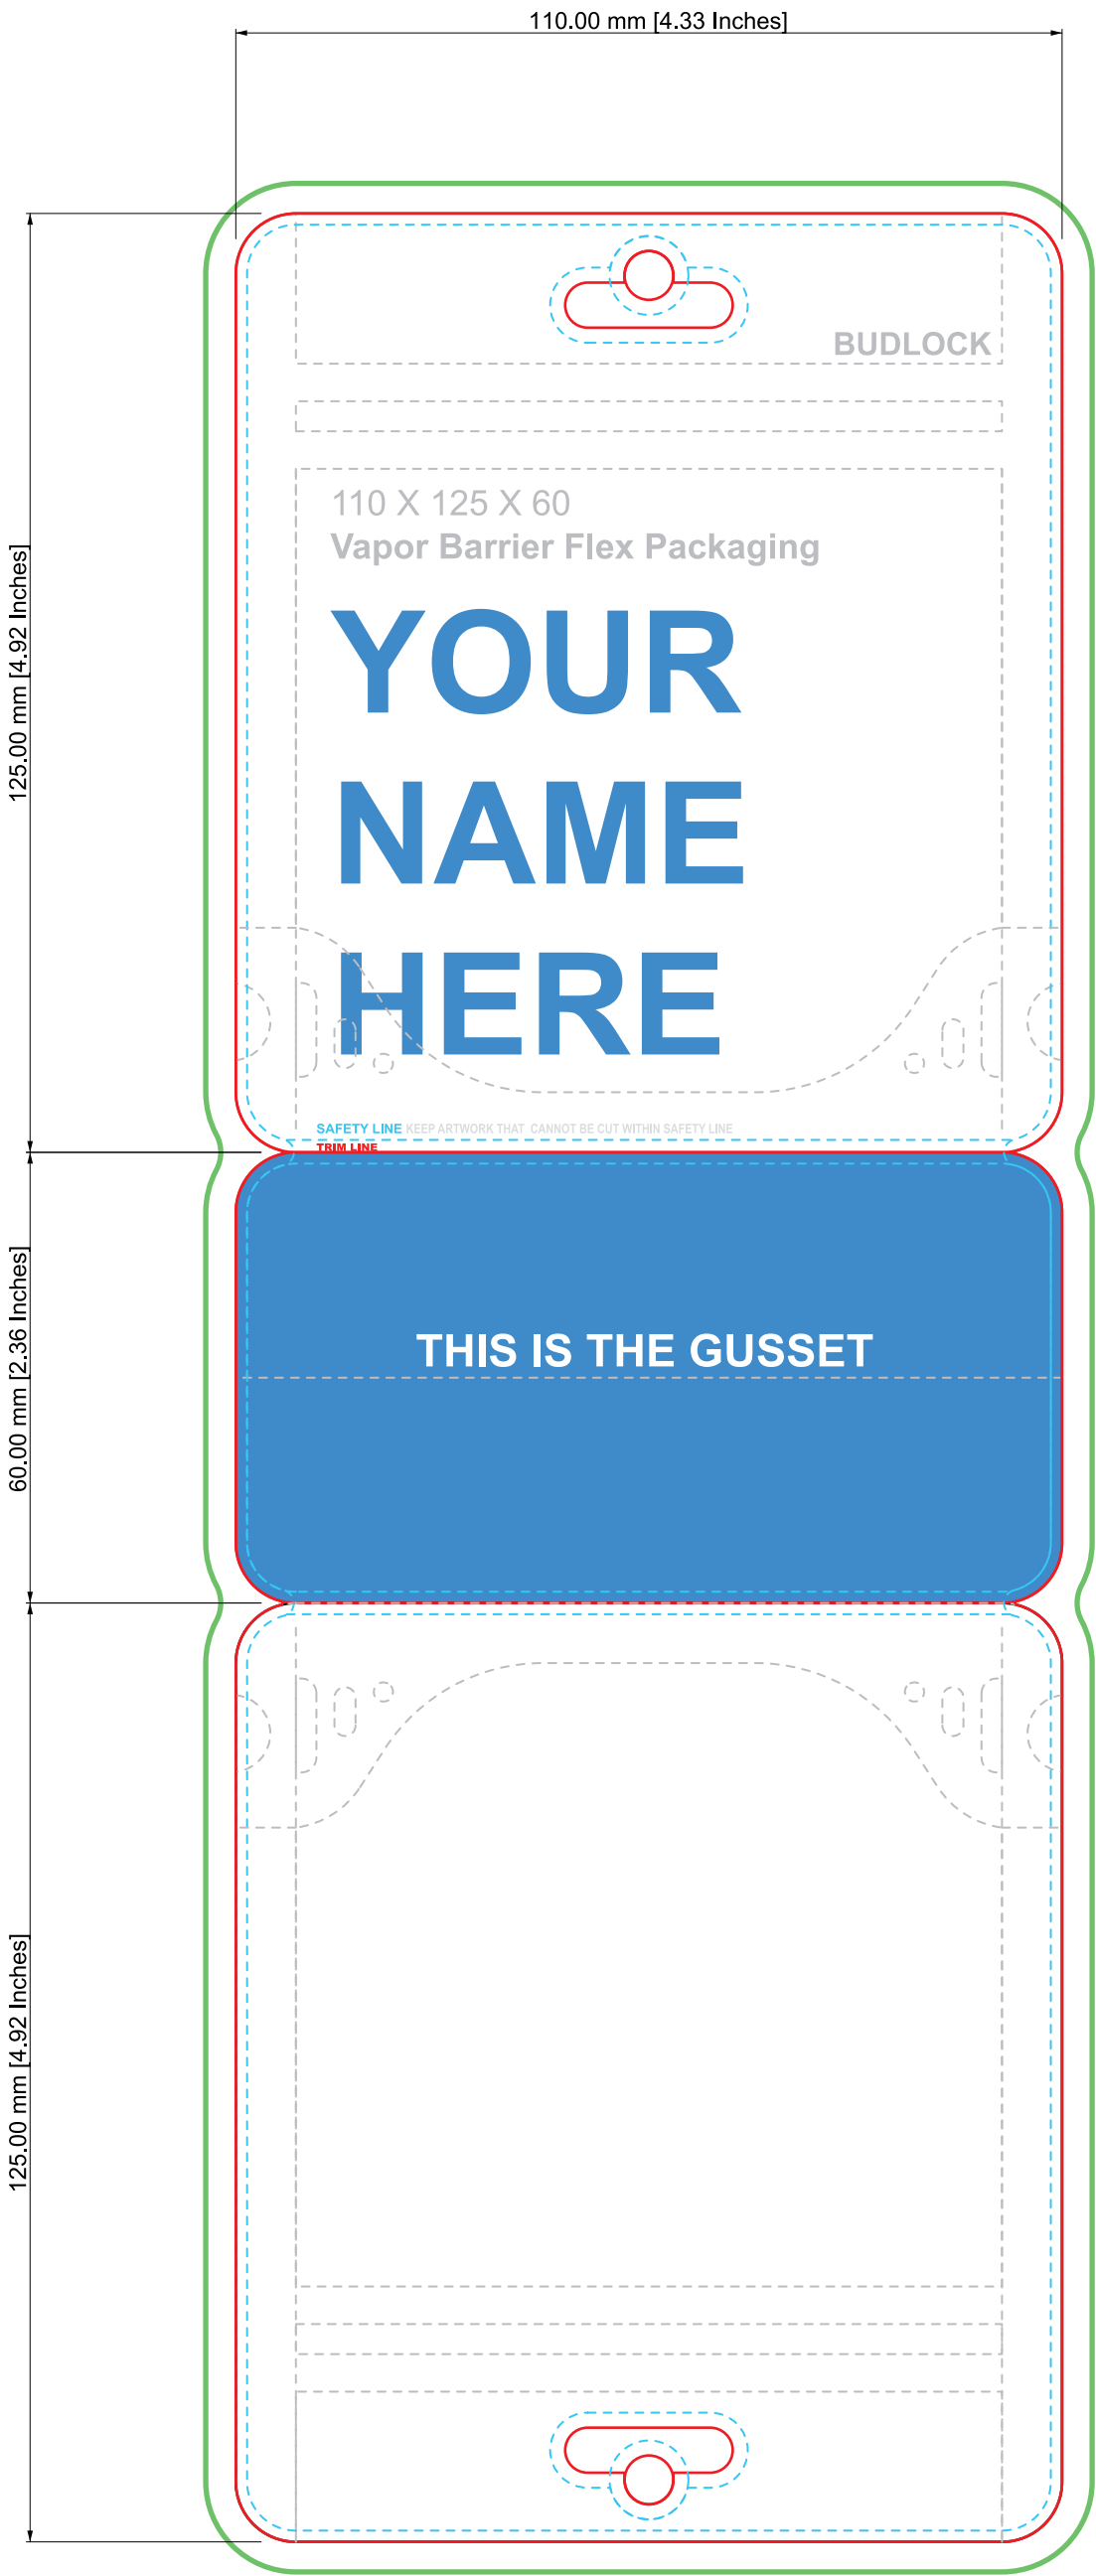 110.00 mm [4.33 Inches]
BUDLOCK
110 X 125 X 60
Vapor Barrier Flex Packaging
YOUR
NAME
HERE
125.00 mm [4.92 Inches]
SAFETY LINE KEEP ARTWORK THAT CANNOT BE CUT WITHIN SAFETY LINE
TRIM LINE
THIS IS THE GUSSET
60.00 mm [2.36 Inches]
125.00 mm [4.92 Inches]